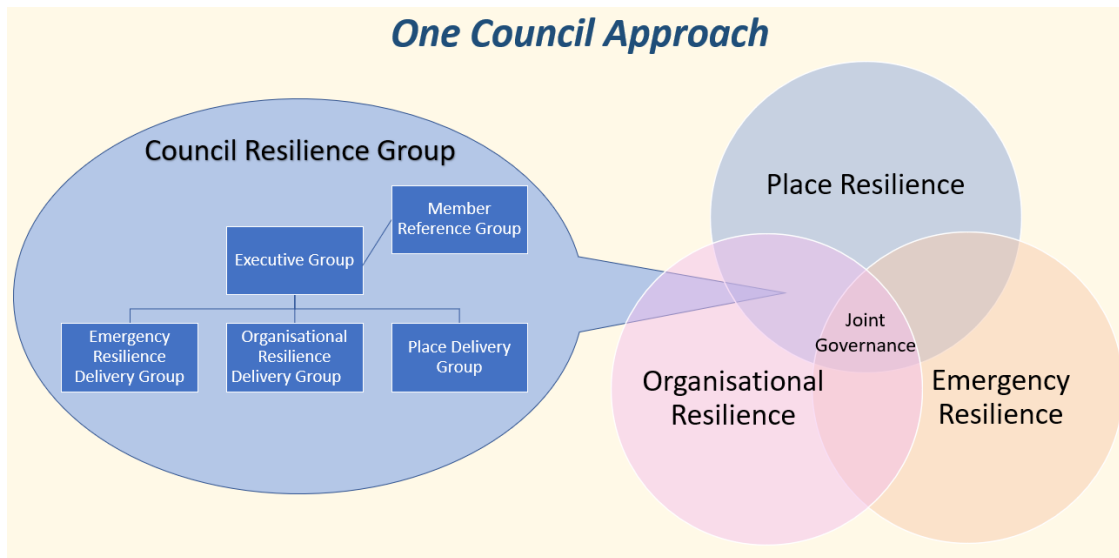 One Council Approach
Council Resilience Group
Member
Reference Group
Executive Group
Emergency
Resilience
Delivery Group
Organisational
Resilience
Delivery Group
Place Delivery
Group
Place Resilience
Joint
Governance
Organisational
Resilience
Emergency
Resilience